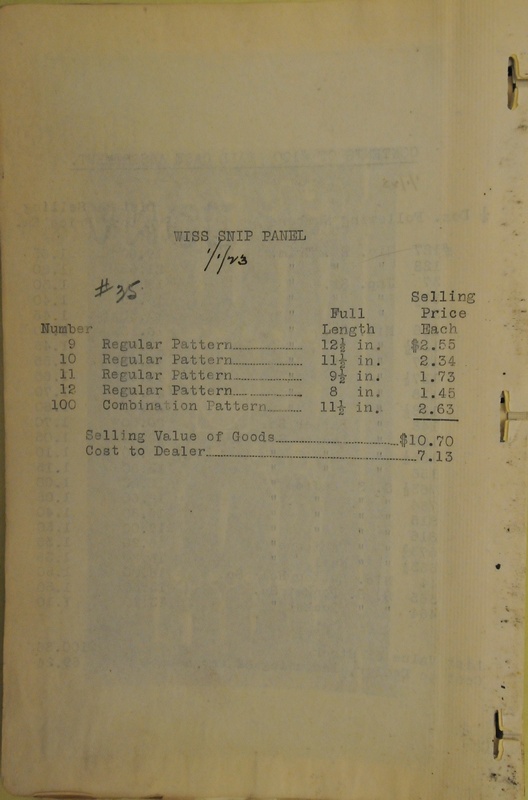 WISS SNIP PANEL
1/1/23
#35
Selling
Full Price
Number Length Each
9 Regular Pattern 12½ in. $2.55
10 Regular Pattern 11½ in. 2.34
11 Regular Pattern 9½ in. 1.73
12 Regular Pattern 8 in. 1.45
100 Combination Pattern 11½ in. 2.63
Selling Value of Goods $10.70
Cost to Dealer 7.13